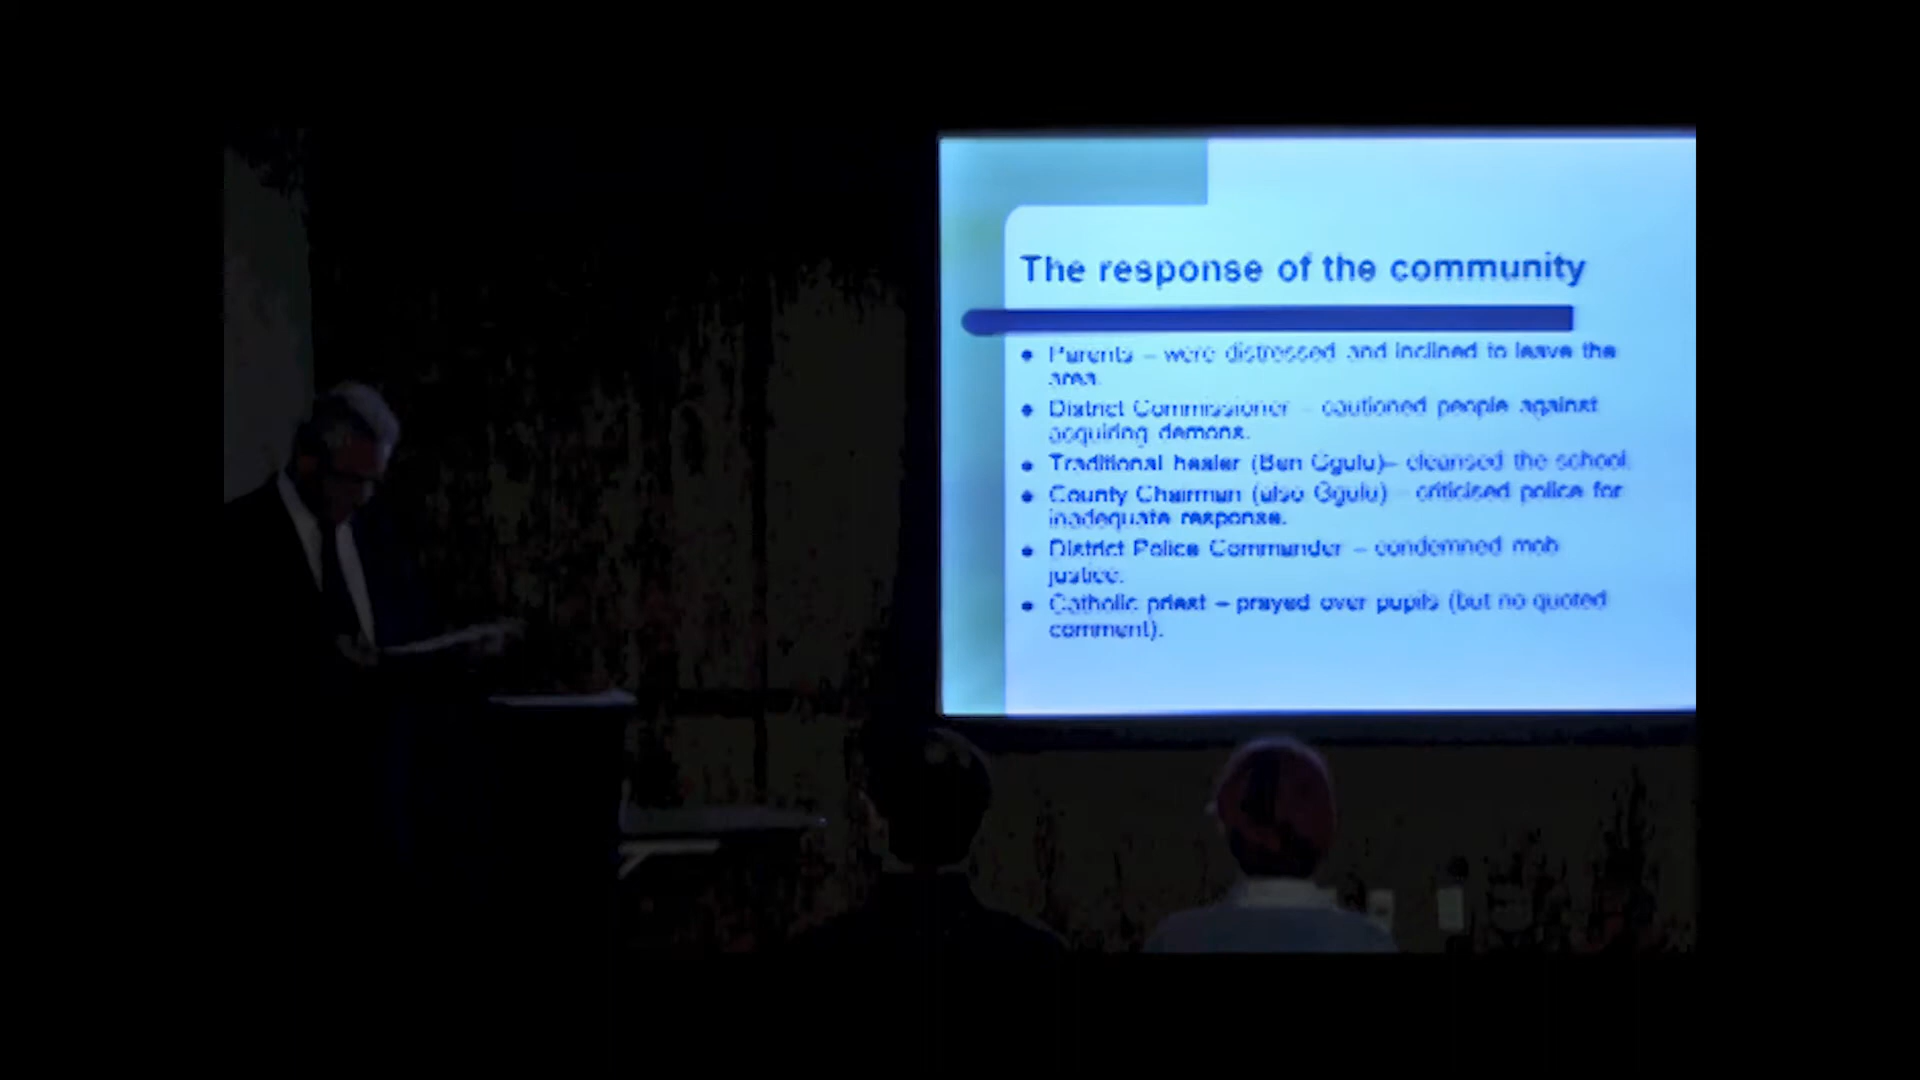 The response of the community
• Parents – were distressed and inclined to leave the
area.
• District Commissioner – cautioned people against
acquiring demons.
• Traditional healer (Ben Ggulu)– cleansed the school.
• County Chairman (also Ggulu) – criticised police for
inadequate response.
• District Police Commander – condemned mob
justice.
• Catholic priest – prayed over pupils (but no quoted
comment).